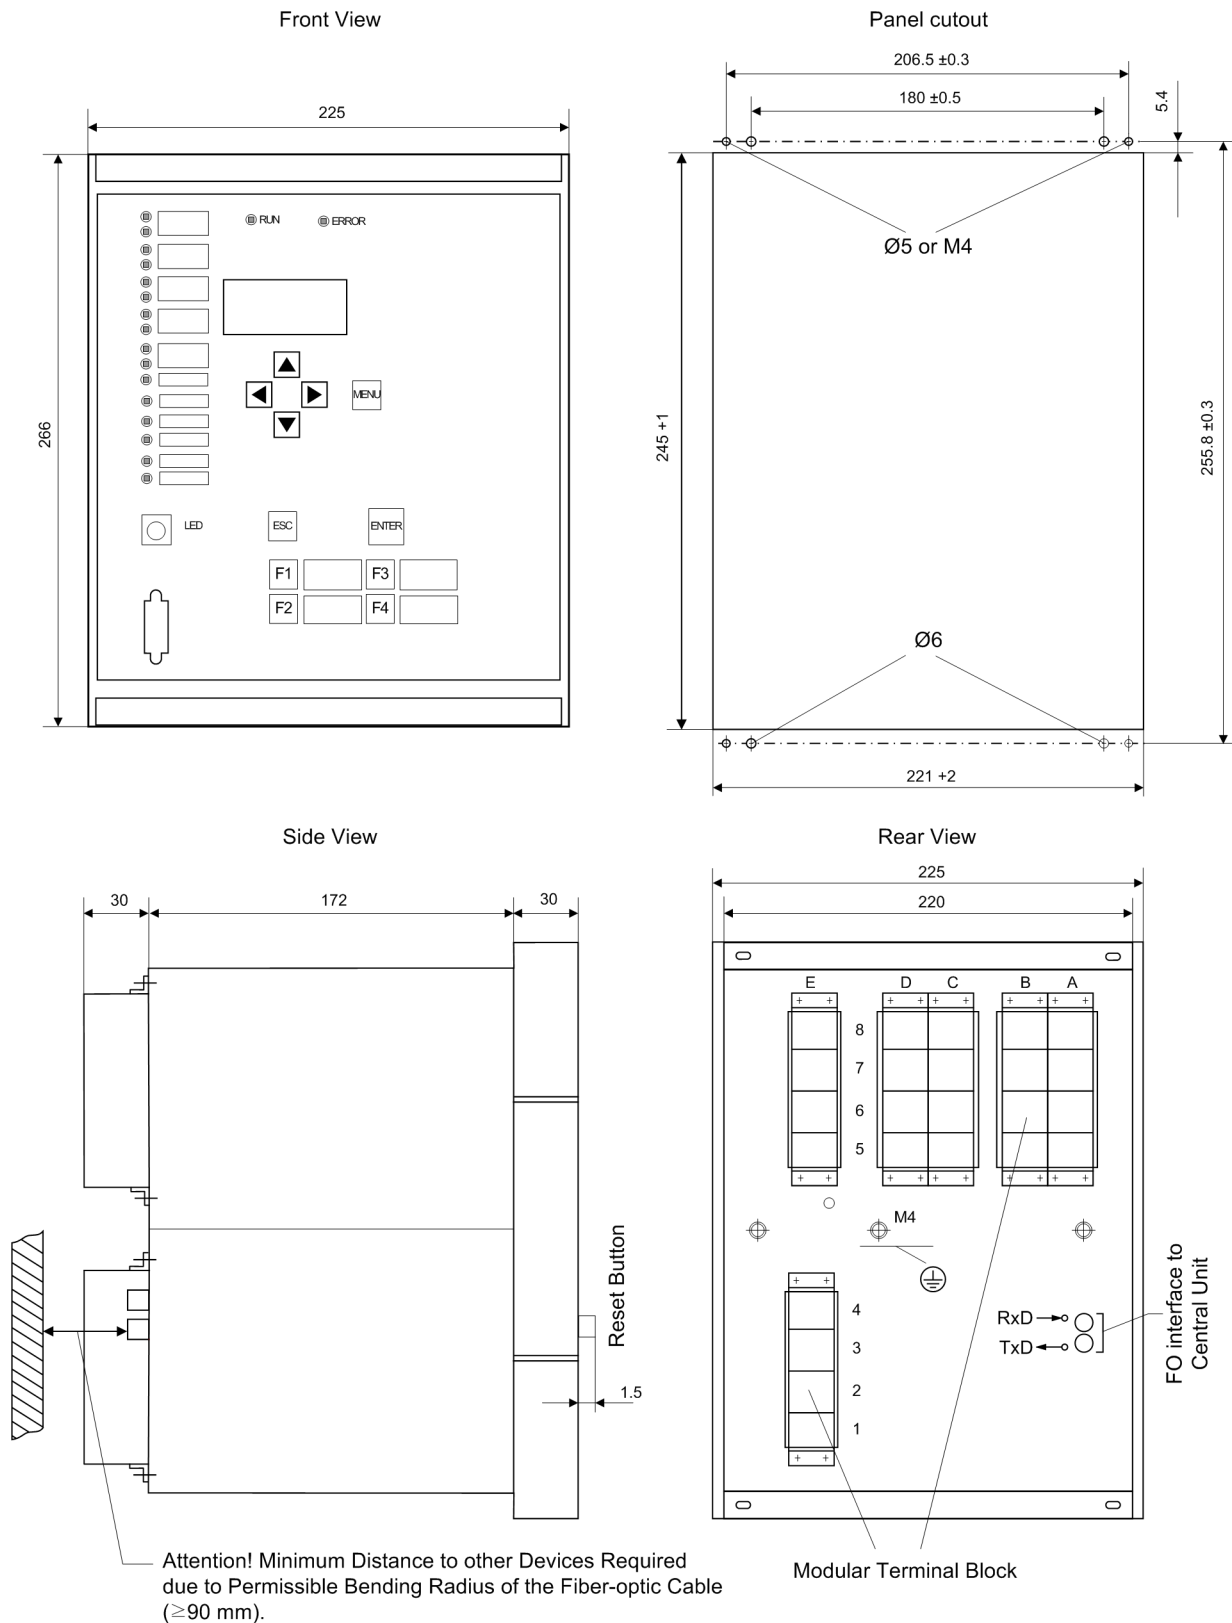 Front View
Panel cutout
206.5 ±0.3
180 ±0.5
5.4
225
RUN
ERROR
Ø5 or M4
MENU
266
245 +1
255.8 ±0.3
LED
ESC
ENTER
F1
F3
F2
F4
Ø6
221 +2
Side View
Rear View
225
30
172
30
220
E
D
C
B
A
8
7
6
5
M4
Reset Button
4
3
2
1
RxD
TxD
FO interface to
Central Unit
1.5
Attention! Minimum Distance to other Devices Required
due to Permissible Bending Radius of the Fiber-optic Cable
(≧90 mm).
Modular Terminal Block